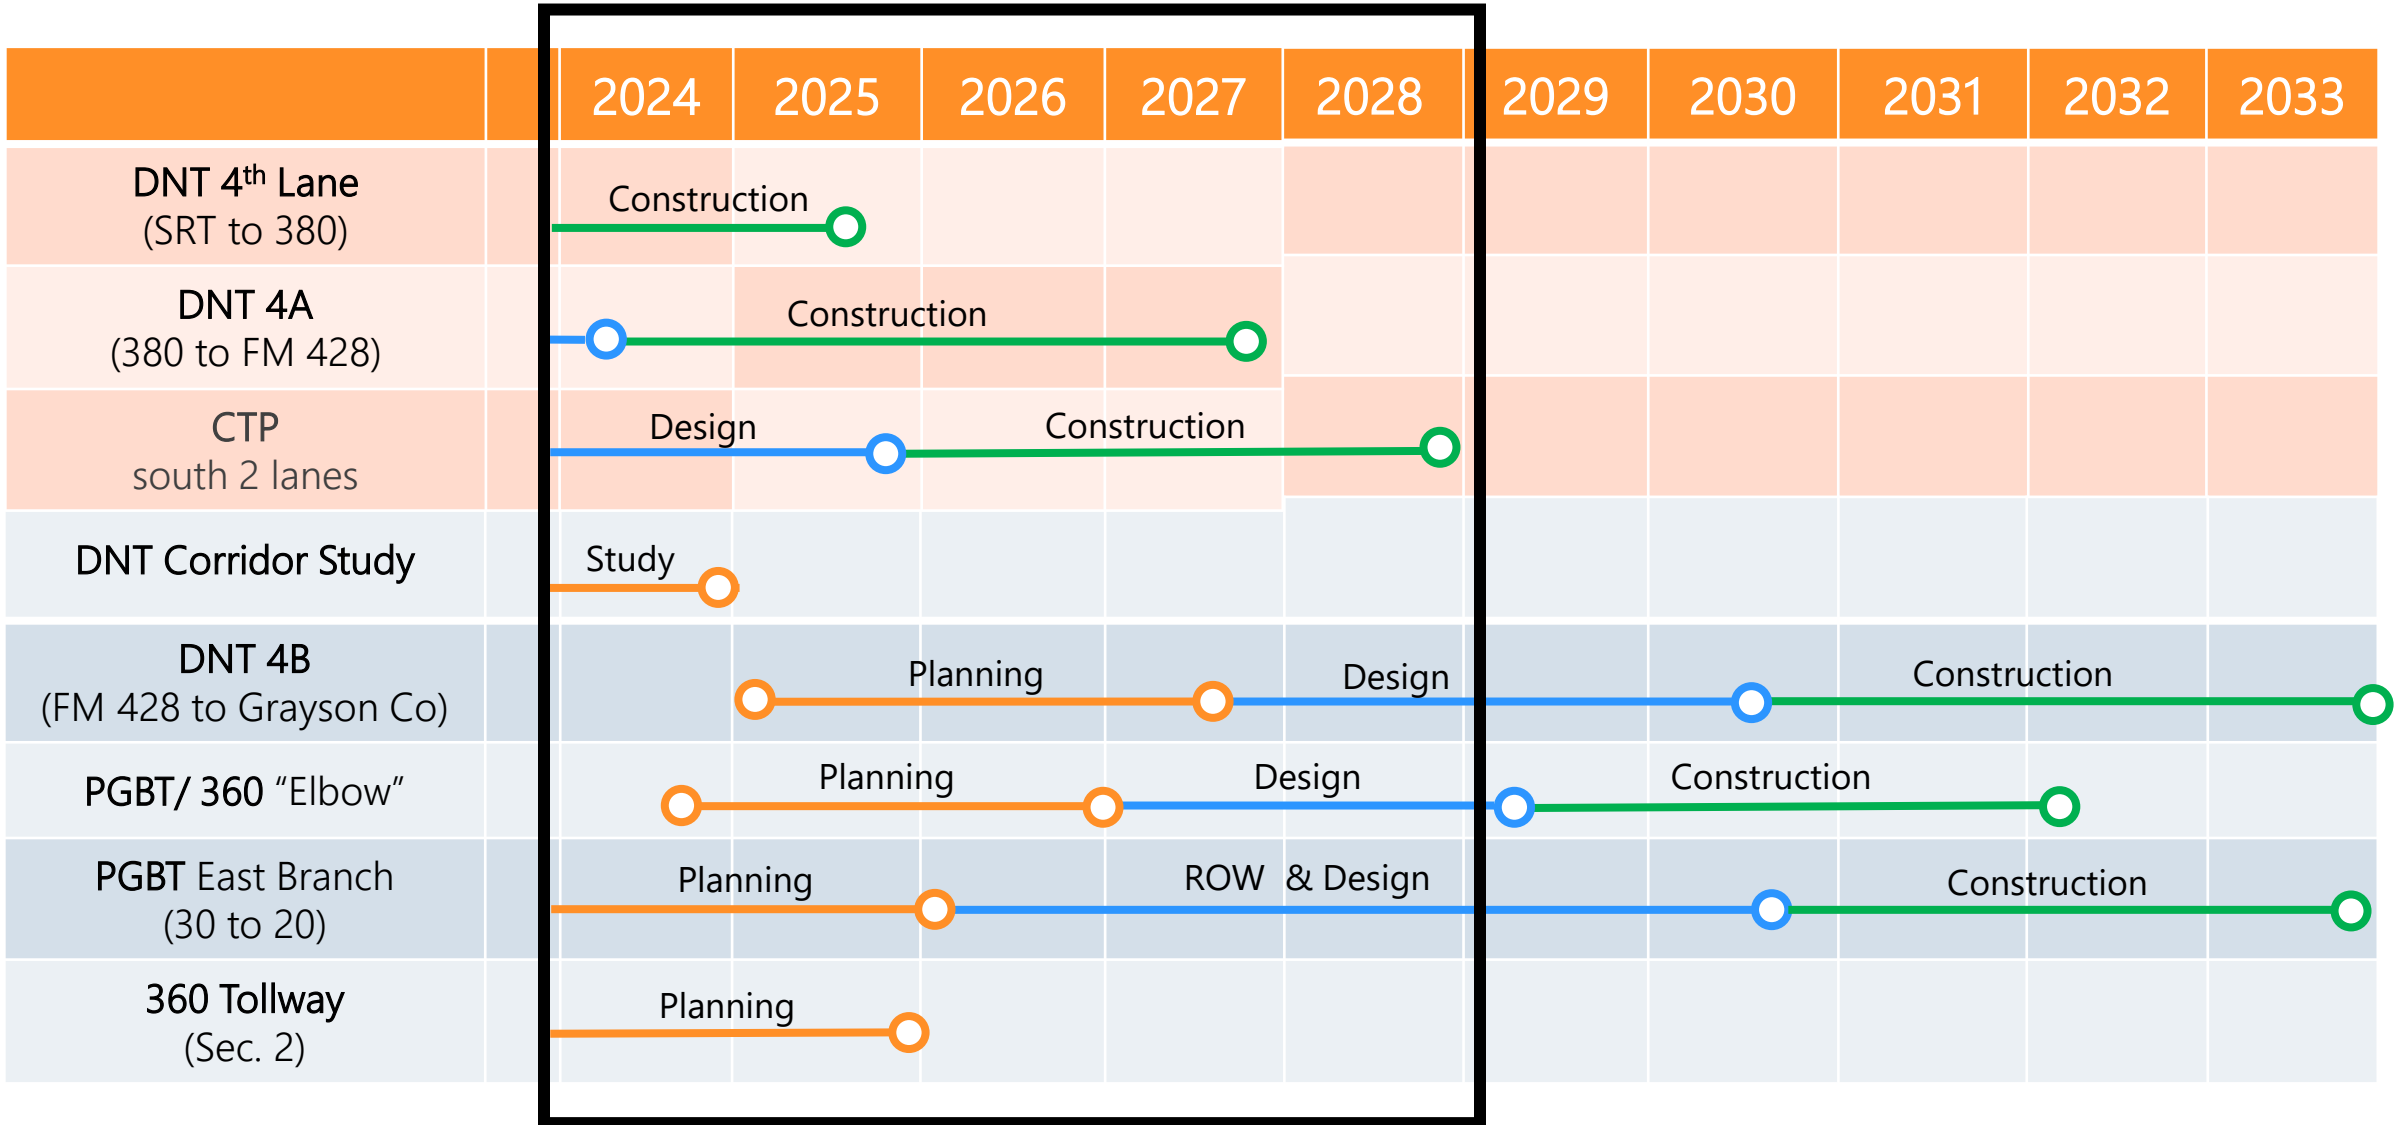 2024 2025 2026 2027 2028 2029 2030 2031 2032 2033
DNT 4th Lane
(SRT to 380)
Construction
DNT 4A
(380 to FM 428)
Construction
CTP
south 2 lanes
Design Construction
DNT Corridor Study
Study
DNT 4B
(FM 428 to Grayson Co)
Planning Design Construction
PGBT/ 360 “Elbow”
Planning Design Construction
PGBT East Branch
(30 to 20)
Planning ROW & Design Construction
360 Tollway
(Sec. 2)
Planning